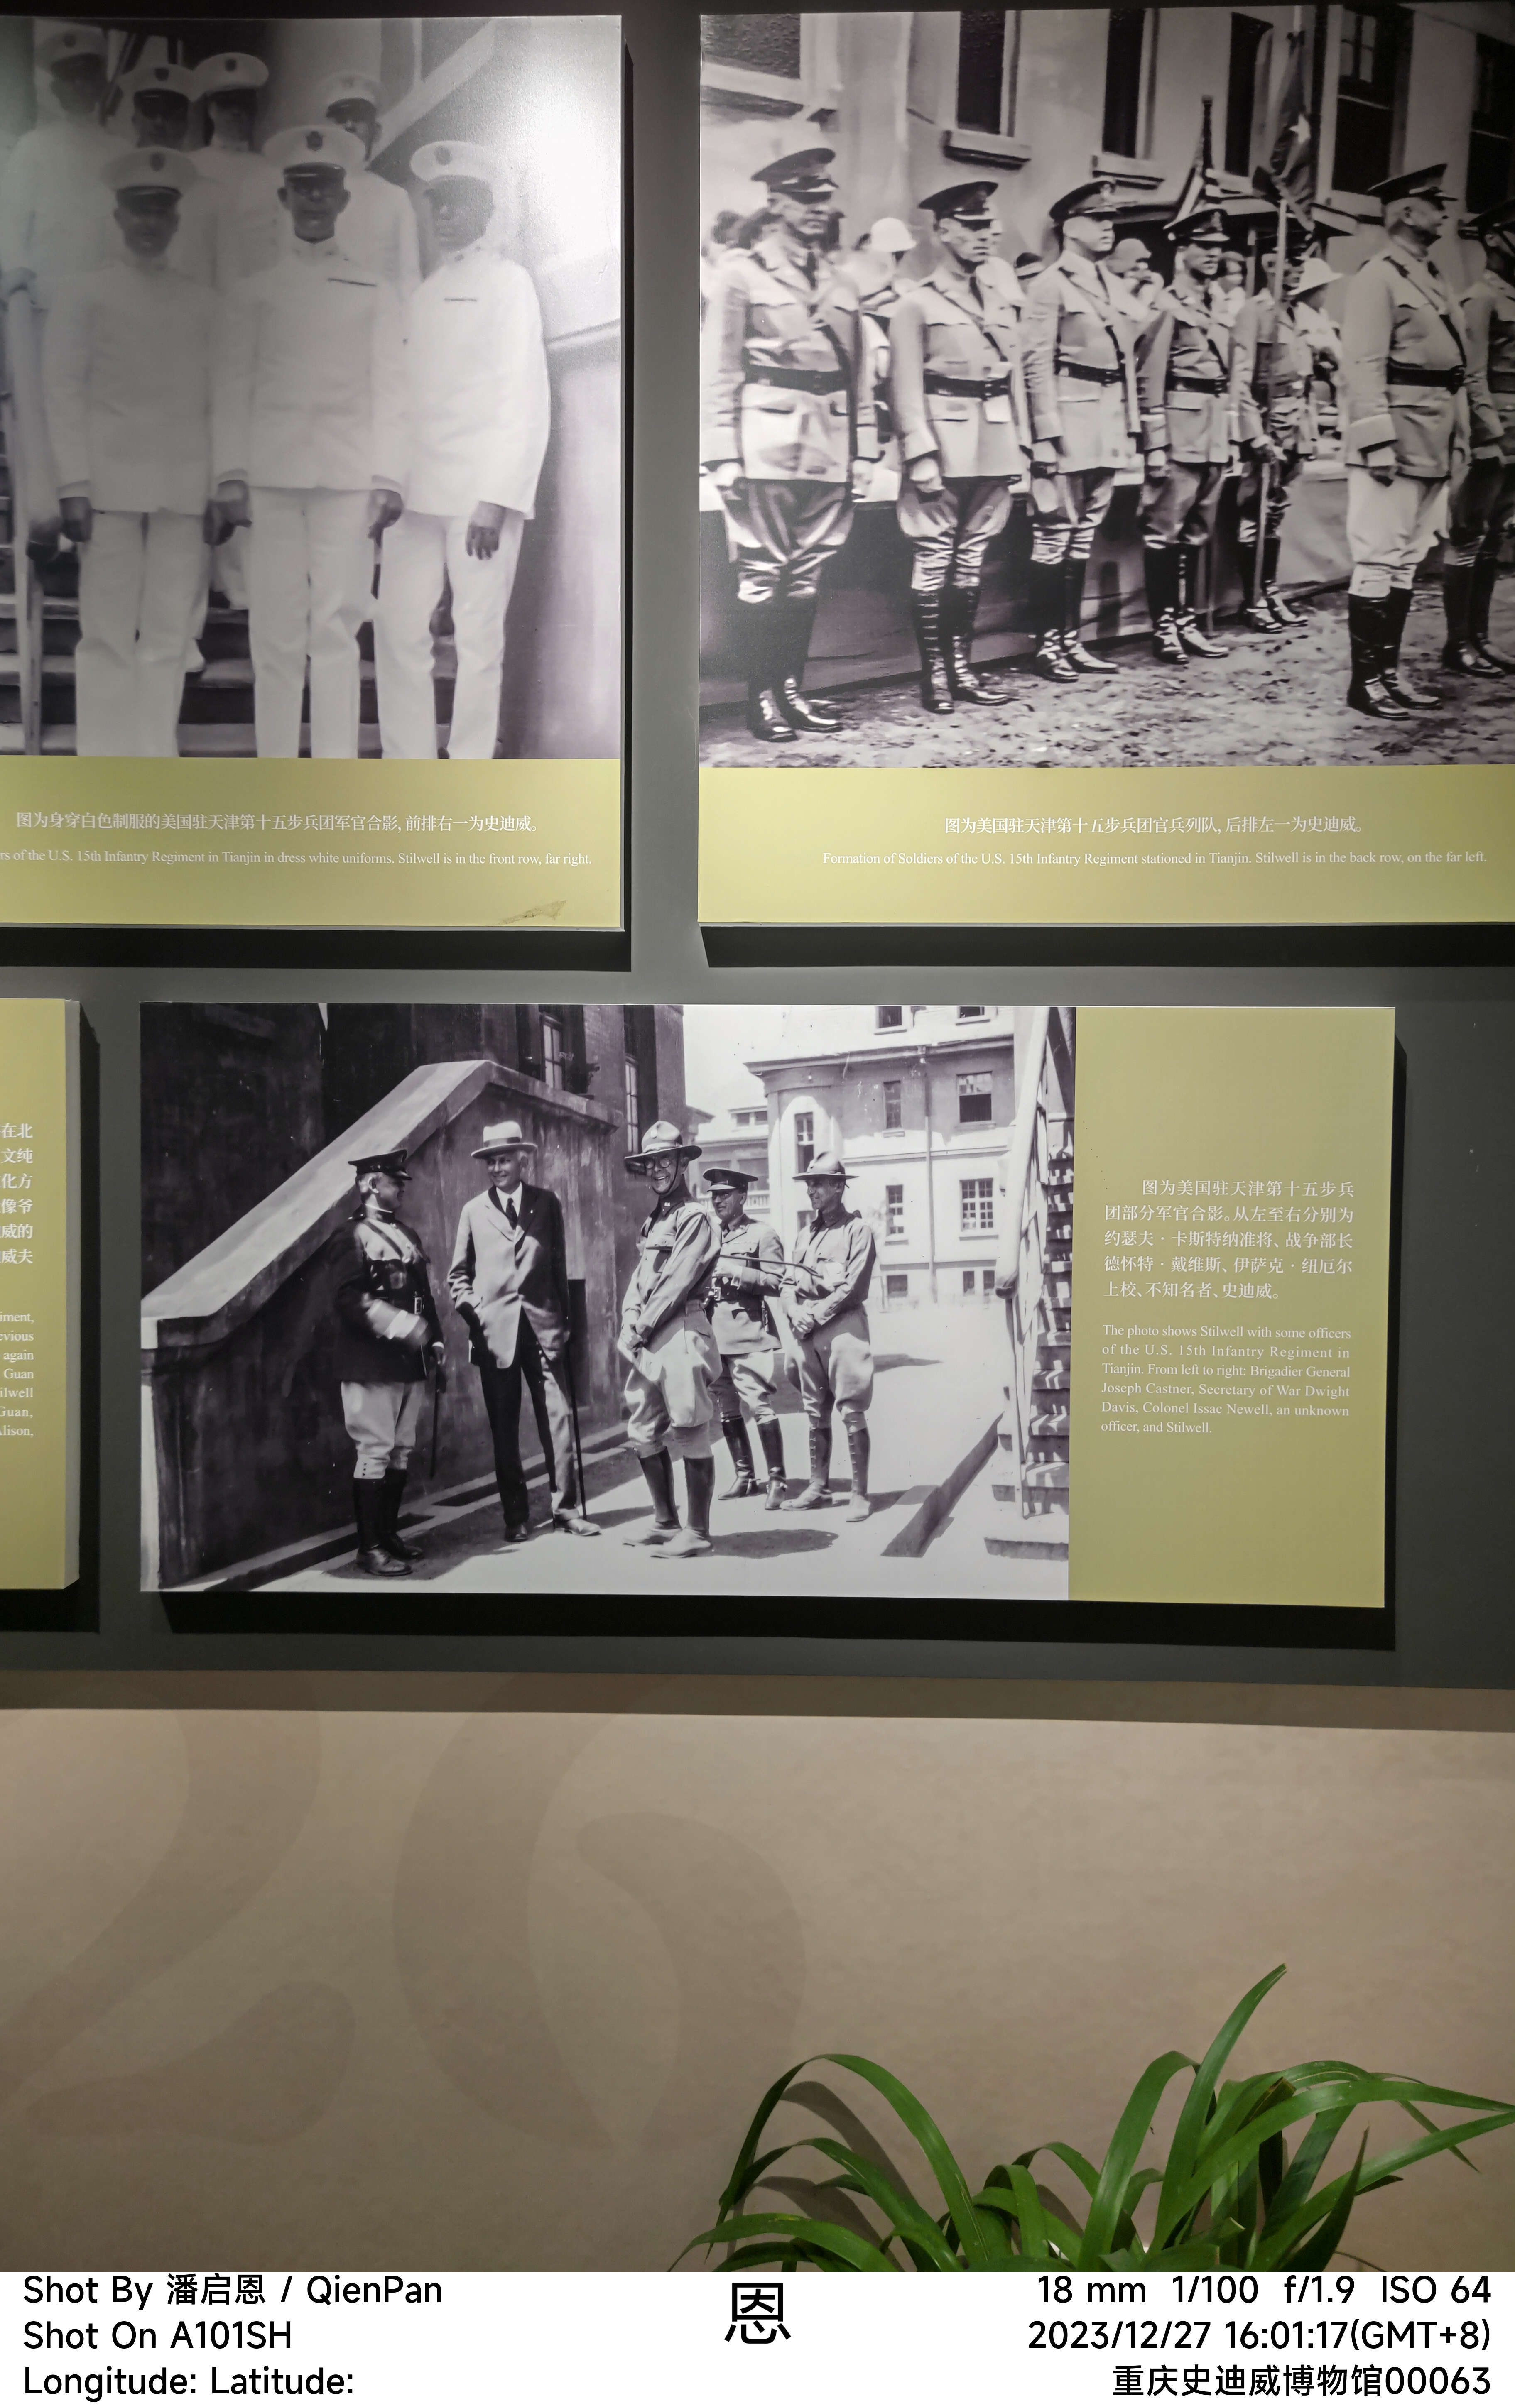 图为身穿白色制服的美国驻天津第十五步兵团军官合影,前排右一为史迪威。
rs of the U.S. 15th Infantry Regiment in Tianjin in dress white uniforms. Stilwell is in the front row, far right.
图为美国驻天津第十五步兵团官兵列队,后排左一为史迪威。
Formation of Soldiers of the U.S. 15th Infantry Regiment stationed in Tianjin. Stilwell is in the back row, on the far left.
在北
文纯
化方
像爷
威的
威夫
iment,
evious
again
Guan
ilwell
Guan,
lison,
图为美国驻天津第十五步兵
团部分军官合影。从左至右分别为
约瑟夫·卡斯特纳准将、战争部长
德怀特·戴维斯、伊萨克·纽厄尔
上校、不知名者、史迪威。
The photo shows Stilwell with some officers
of the U.S. 15th Infantry Regiment in
Tianjin. From left to right: Brigadier General
Joseph Castner, Secretary of War Dwight
Davis, Colonel Issac Newell, an unknown
officer, and Stilwell.
Shot By 潘启恩 / QienPan
Shot On A101SH
Longitude: Latitude:
恩
18 mm 1/100 f/1.9 ISO 64
2023/12/27 16:01:17(GMT+8)
重庆史迪威博物馆00063